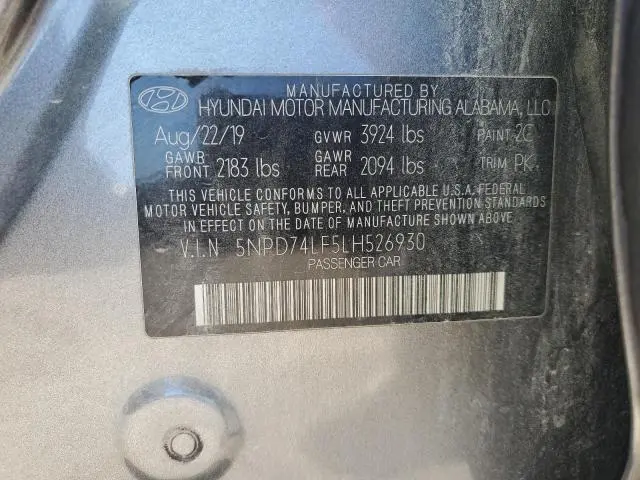 MANUFACTURED BY
HYUNDAI MOTOR MANUFACTURING ALABAMA, LLC
Aug/22/19 GVWR 3924 lbs PAINT 2C
GAWR FRONT 2183 lbs GAWR REAR 2094 lbs TRIM PK
THIS VEHICLE CONFORMS TO ALL APPLICABLE U.S.A. FEDERAL
MOTOR VEHICLE SAFETY, BUMPER, AND THEFT PREVENTION STANDARDS
IN EFFECT ON THE DATE OF MANUFACTURE SHOWN ABOVE.
V.I.N 5NPD74LF5LH526930
PASSENGER CAR